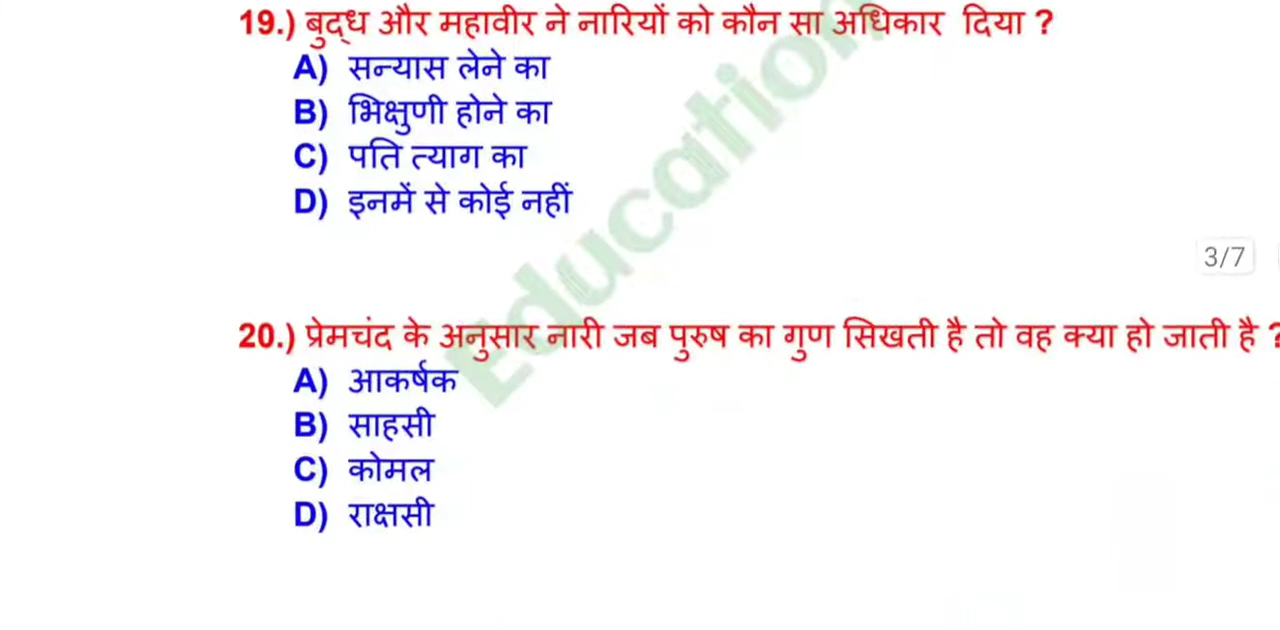 19.) बुद्ध और महावीर ने नारियों को कौन सा अधिकार दिया ?
A) सन्यास लेने का
B) भिक्षुणी होने का
C) पति त्याग का
D) इनमें से कोई नहीं
3/7
20.) प्रेमचंद के अनुसार नारी जब पुरुष का गुण सिखती है तो वह क्या हो जाती है ?
A) आकर्षक
B) साहसी
C) कोमल
D) राक्षसी
Education